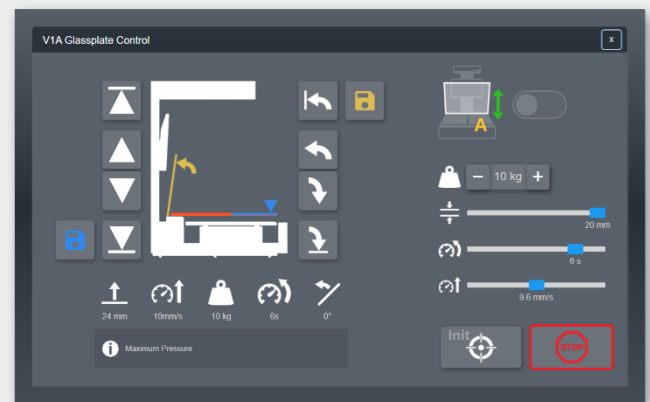 V1A Glassplate Control
x
A
10 kg
20 mm
6 s
9.6 mm/s
24 mm
10mm/s
10 kg
6s
0°
Maximum Pressure
Init
STOP